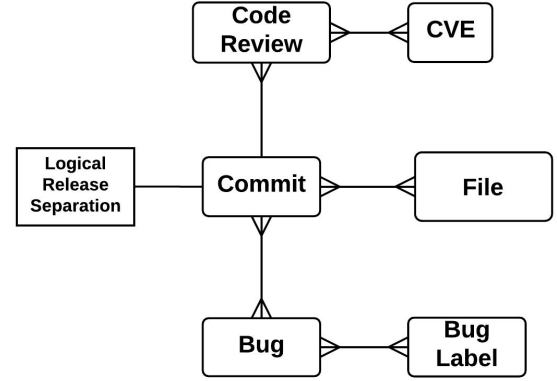 Code
Review
CVE
Logical
Release
Separation
Commit
File
Bug
Bug
Label